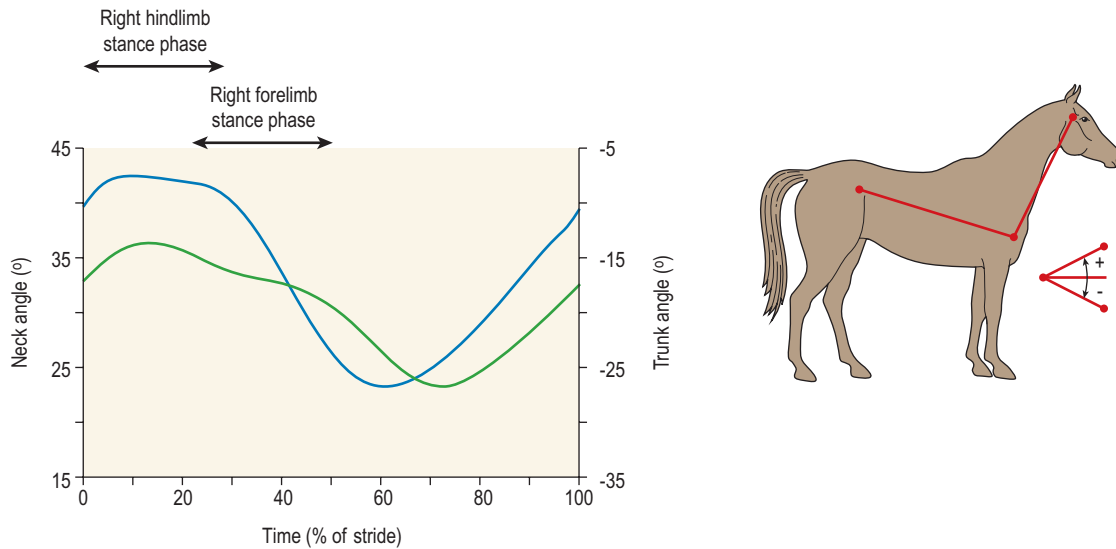 Right hindlimb
stance phase
Right forelimb
stance phase
45
35
25
15
Neck angle (º)
-5
-15
-25
-35
Trunk angle (º)
0
20
40
60
80
100
Time (% of stride)
+
-